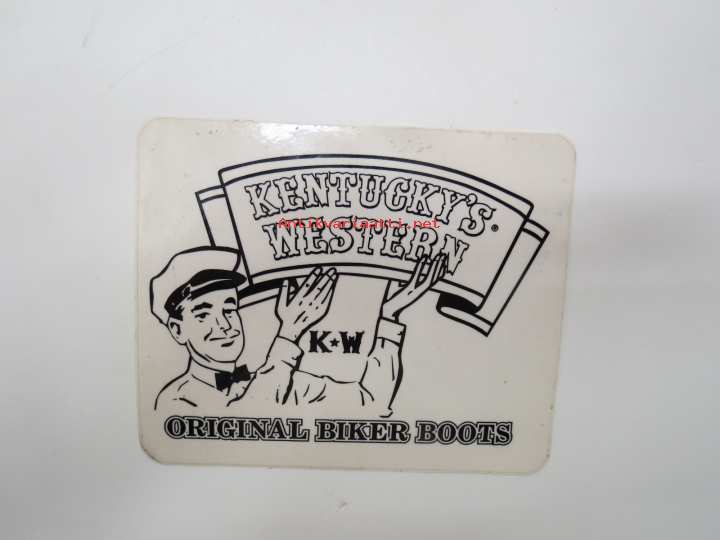 KENTUCKY'S®
Antikvariaatti.net
WESTERN
K★W
ORIGINAL BIKER BOOTS